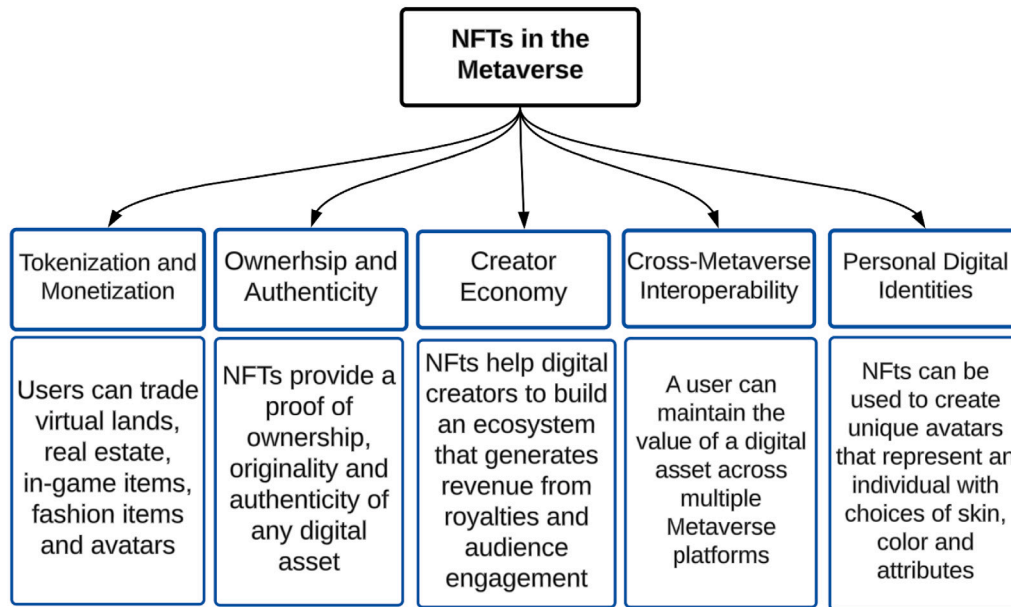 NFTs in the
Metaverse
Tokenization and
Monetization
Ownerhsip and
Authenticity
Creator
Economy
Cross-Metaverse
Interoperability
Personal Digital
Identities
Users can trade
virtual lands,
real estate,
in-game items,
fashion items
and avatars
NFTs provide a
proof of
ownership,
originality and
authenticity of
any digital
asset
NFts help digital
creators to build
an ecosystem
that generates
revenue from
royalties and
audience
engagement
A user can
maintain the
value of a digital
asset across
multiple
Metaverse
platforms
NFTs can be
used to create
unique avatars
that represent an
individual with
choices of skin,
color and
attributes